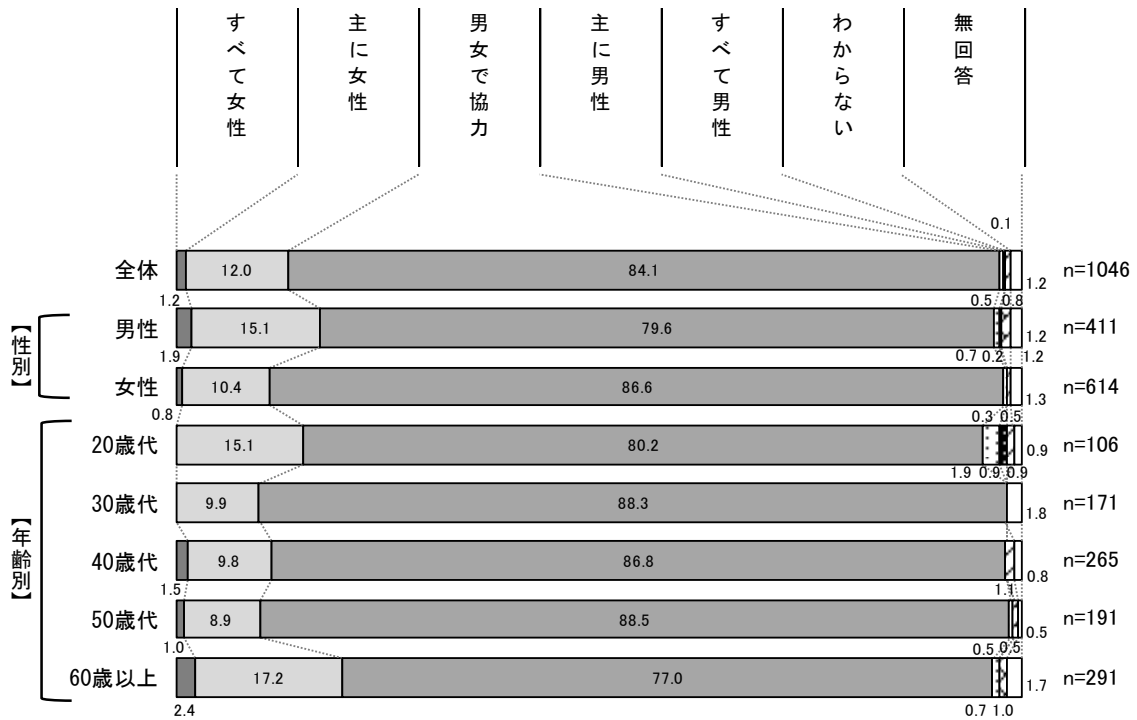 すべて女性
主に女性
男女で協力
主に男性
すべて男性
わからない
無回答
0.1
全体 12.0 84.1 1.2 n=1046
1.2 0.5 0.8
【性別】
男性 15.1 79.6 1.2 n=411
1.9 0.7 0.2 1.2
女性 10.4 86.6 1.3 n=614
0.8 0.3 0.5
【年齢別】
20歳代 15.1 80.2 0.9 n=106
1.9 0.9 0.9
30歳代 9.9 88.3 1.8 n=171
40歳代 9.8 86.8 0.8 n=265
1.5 1.1
50歳代 8.9 88.5 0.5 n=191
1.0 0.5 0.5
60歳以上 17.2 77.0 1.7 n=291
2.4 0.7 1.0